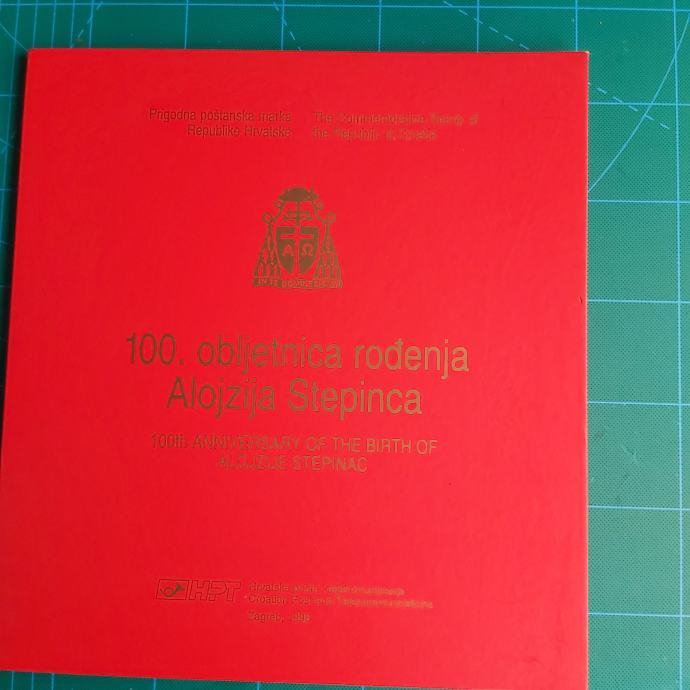 Prigodna poštanska marka
Republike Hrvatske
The Commemorative Stamp of
the Republic of Croatia
A Ω
IN TE DOMINE SPERAVI
100. obljetnica rođenja
Alojzija Stepinca
100th ANNIVERSARY OF THE BIRTH OF
ALOJZIJE STEPINAC
HPT
Hrvatska pošta i telekomunikacije
Croatian Post and Telecommunications
Zagreb, 1998